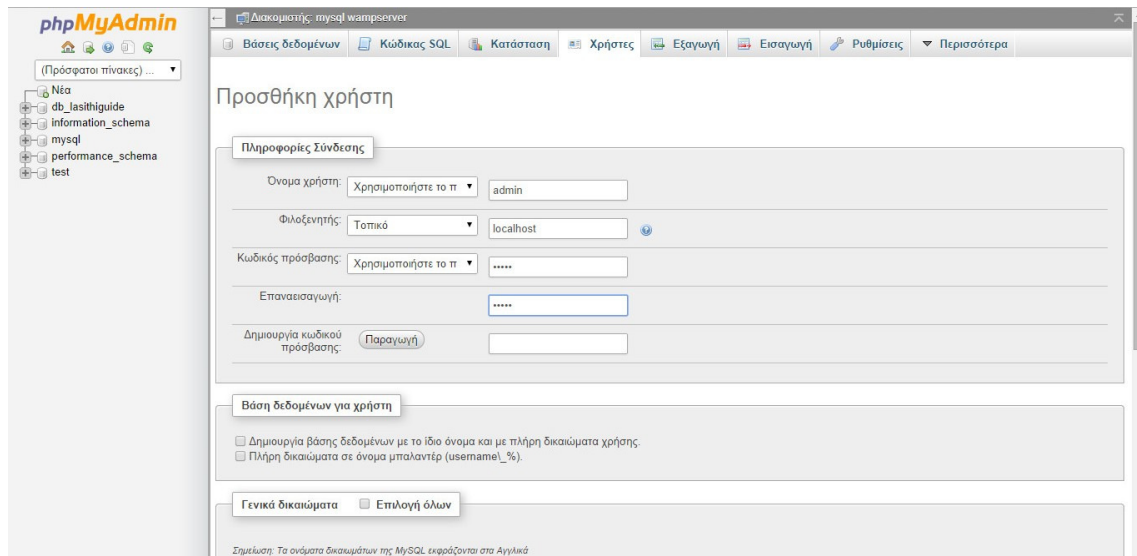 phpMyAdmin
(Πρόσφατοι πίνακες) ...
Νέα
db_lasithiguide
information_schema
mysql
performance_schema
test
Διακομιστής: mysql wampserver
Βάσεις δεδομένων
Κώδικας SQL
Κατάσταση
Χρήστες
Εξαγωγή
Εισαγωγή
Ρυθμίσεις
Περισσότερα
Προσθήκη χρήστη
Πληροφορίες Σύνδεσης
Όνομα χρήστη: Χρησιμοποιήστε το π admin
Φιλοξενητής: Τοπικό localhost
Κωδικός πρόσβασης: Χρησιμοποιήστε το π •••••
Επαναεισαγωγή: •••••
Δημιουργία κωδικού
πρόσβασης:
Παραγωγή
Βάση δεδομένων για χρήστη
Δημιουργία βάσης δεδομένων με το ίδιο όνομα και με πλήρη δικαιώματα χρήσης.
Πλήρη δικαιώματα σε όνομα μπαλαντέρ (username\_%).
Γενικά δικαιώματα Επιλογή όλων
Σημείωση: Τα ονόματα δικαιωμάτων της MySQL εκφράζονται στα Αγγλικά